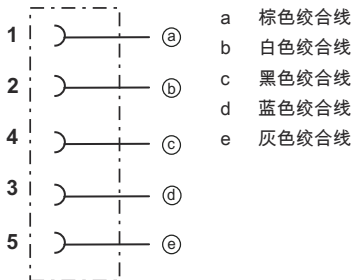 1 ⓐ
2 ⓑ
4 ⓒ
3 ⓓ
5 ⓔ
a 棕色绞合线
b 白色绞合线
c 黑色绞合线
d 蓝色绞合线
e 灰色绞合线